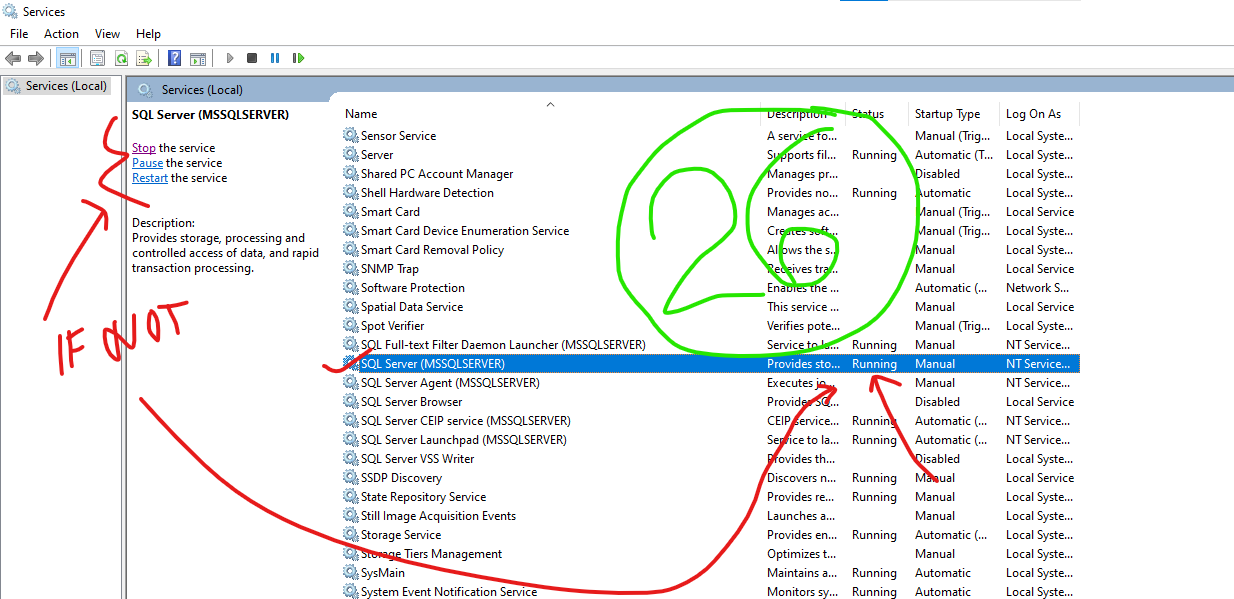 Services
File Action View Help
Services (Local)
Services (Local)
SQL Server (MSSQLSERVER)
Stop the service
Pause the service
Restart the service
Description:
Provides storage, processing and
controlled access of data, and rapid
transaction processing.
IF NOT
26
Name Description Status Startup Type Log On As
Sensor Service A service fo... Manual (Trig... Local Syste...
Server Supports fil... Running Automatic (T... Local Syste...
Shared PC Account Manager Manages pr... Disabled Local Syste...
Shell Hardware Detection Provides no... Running Automatic Local Syste...
Smart Card Manages ac... Manual (Trig... Local Service
Smart Card Device Enumeration Service Creates soft... Manual (Trig... Local Syste...
Smart Card Removal Policy Allows the s... Manual Local Syste...
SNMP Trap Receives tra... Manual Local Service
Software Protection Enables the ... Automatic (... Network S...
Spatial Data Service This service ... Manual Local Service
Spot Verifier Verifies pote... Manual (Trig... Local Syste...
SQL Full-text Filter Daemon Launcher (MSSQLSERVER) Service to la... Running Manual NT Service...
SQL Server (MSSQLSERVER) Provides sto... Running Manual NT Service...
SQL Server Agent (MSSQLSERVER) Executes jo... Manual NT Service...
SQL Server Browser Provides SQ... Disabled Local Service
SQL Server CEIP service (MSSQLSERVER) CEIP service... Running Automatic (... NT Service...
SQL Server Launchpad (MSSQLSERVER) Service to la... Running Automatic (... NT Service...
SQL Server VSS Writer Provides th... Disabled Local Syste...
SSDP Discovery Discovers n... Running Manual Local Service
State Repository Service Provides re... Running Manual Local Syste...
Still Image Acquisition Events Launches a... Manual Local Syste...
Storage Service Provides en... Running Automatic (... Local Syste...
Storage Tiers Management Optimizes t... Manual Local Syste...
SysMain Maintains a... Running Automatic Local Syste...
System Event Notification Service Monitors sy... Running Automatic Local Syste...